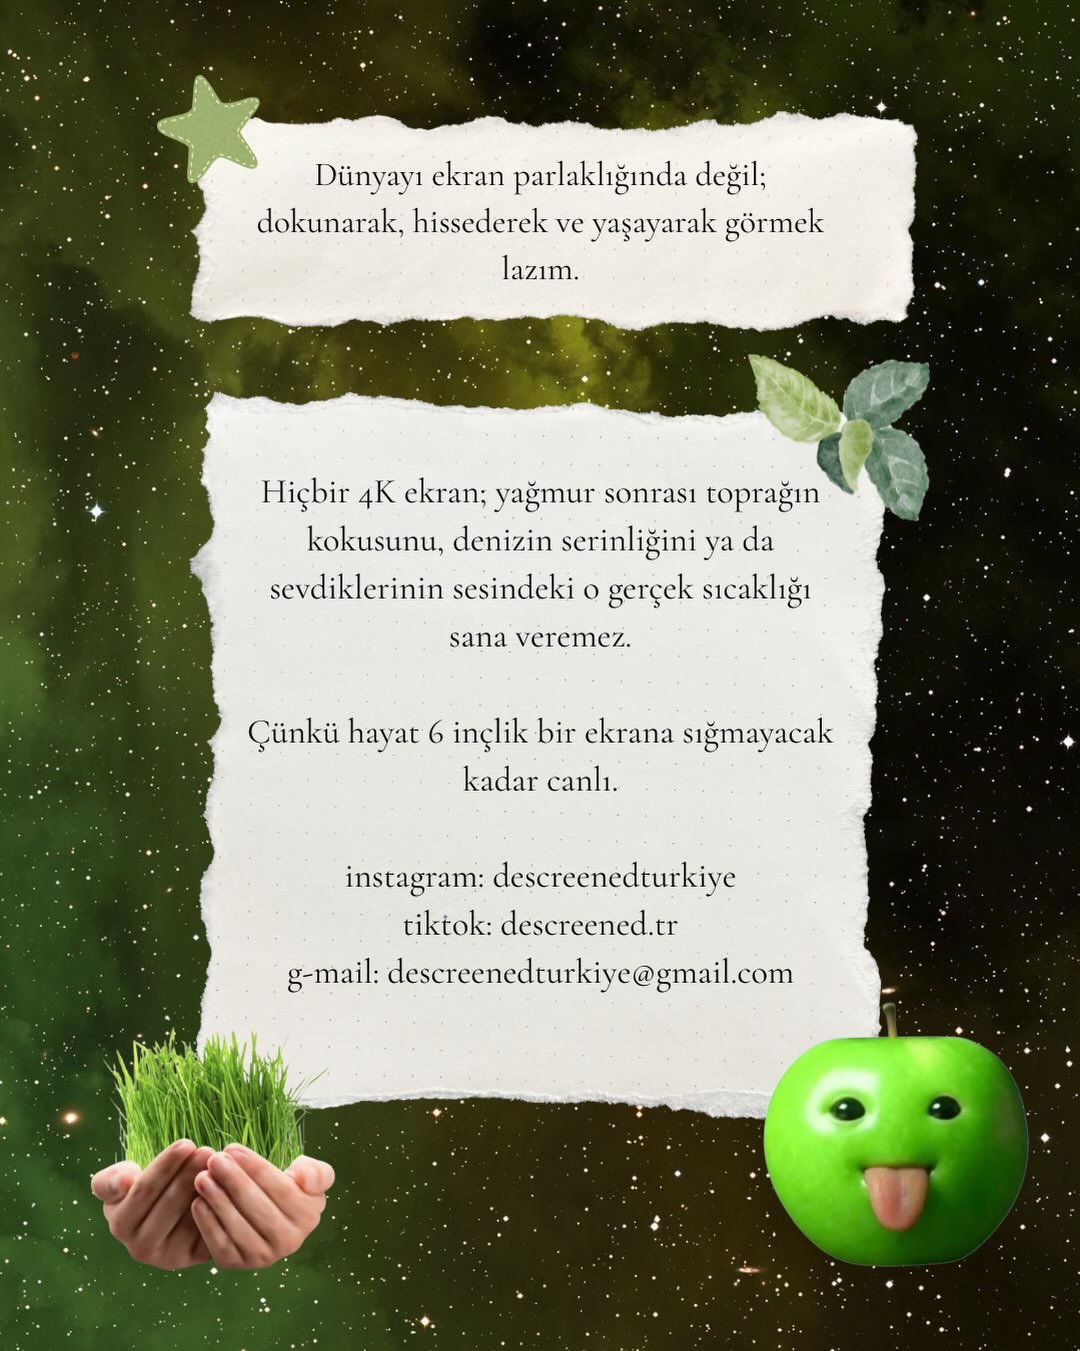 Dünyayı ekran parlaklığında değil;
dokunarak, hissederek ve yaşayarak görmek
lazım.
Hiçbir 4K ekran; yağmur sonrası toprağın
kokusunu, denizin serinliğini ya da
sevdiklerinin sesindeki o gerçek sıcaklığı
sana veremez.
Çünkü hayat 6 inçlik bir ekrana sığmayacak
kadar canlı.
instagram: descreenedturkiye
tiktok: descreened.tr
g-mail: descreenedturkiye@gmail.com